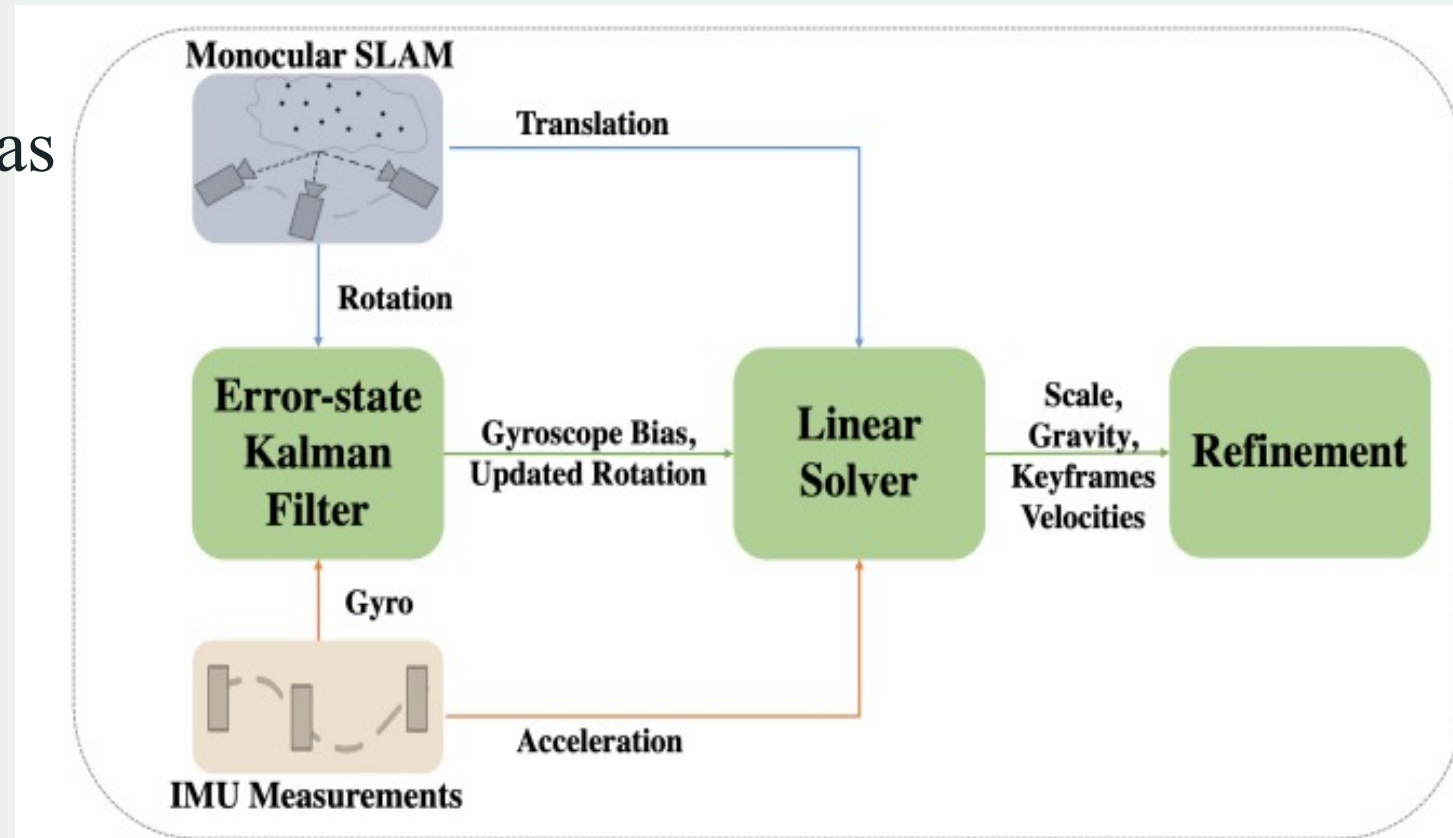 as
Monocular SLAM
Translation
Rotation
Error-state
Kalman
Filter
Gyroscope Bias,
Updated Rotation
Linear
Solver
Scale,
Gravity,
Keyframes
Velocities
Refinement
Gyro
Acceleration
IMU Measurements